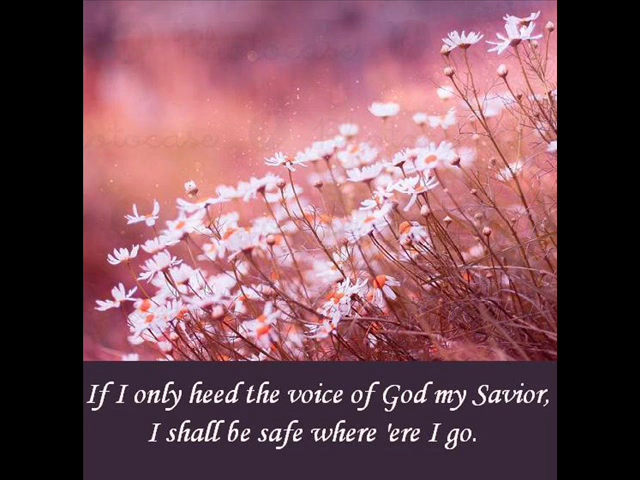 If I only heed the voice of God my Savior,
I shall be safe where 'ere I go.